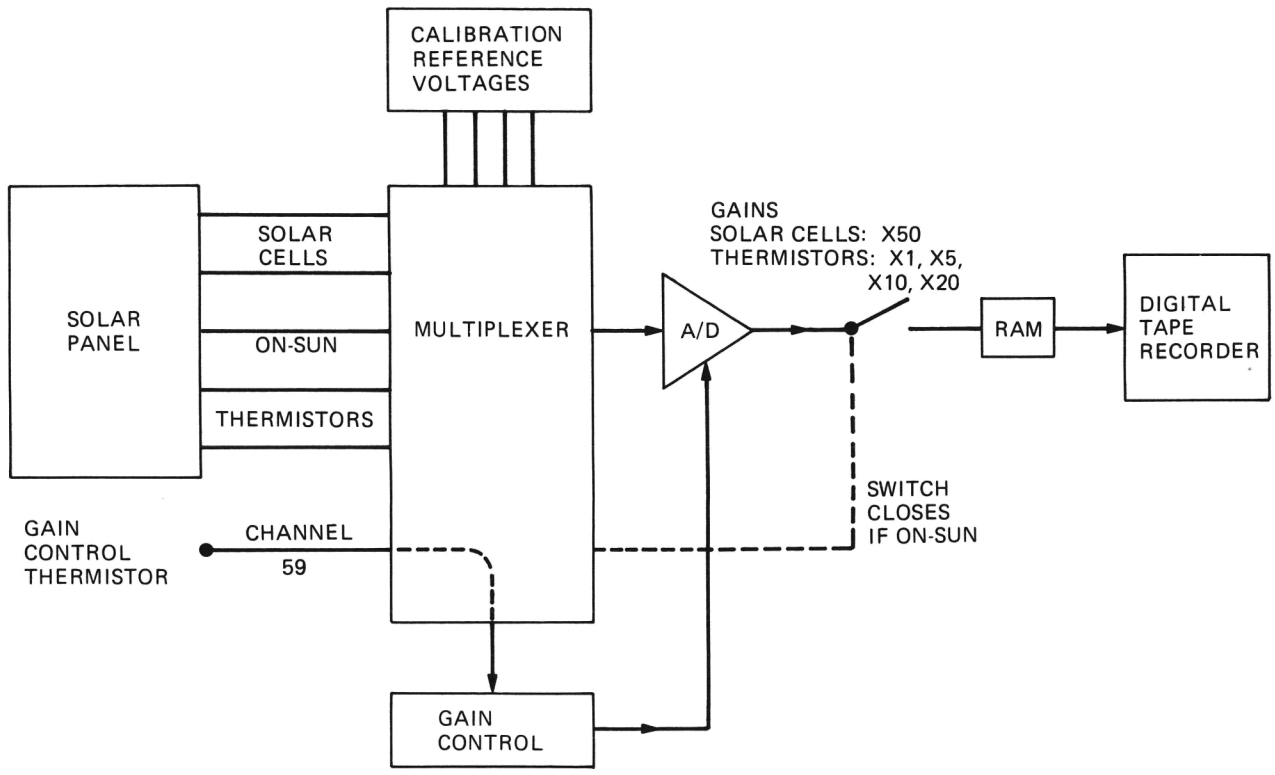 CALIBRATION
REFERENCE
VOLTAGES
SOLAR
PANEL
SOLAR
CELLS
ON-SUN
THERMISTORS
MULTIPLEXER
GAINS
SOLAR CELLS: X50
THERMISTORS: X1, X5,
X10, X20
A/D
RAM
DIGITAL
TAPE
RECORDER
SWITCH
CLOSES
IF ON-SUN
GAIN
CONTROL
THERMISTOR
CHANNEL
59
GAIN
CONTROL